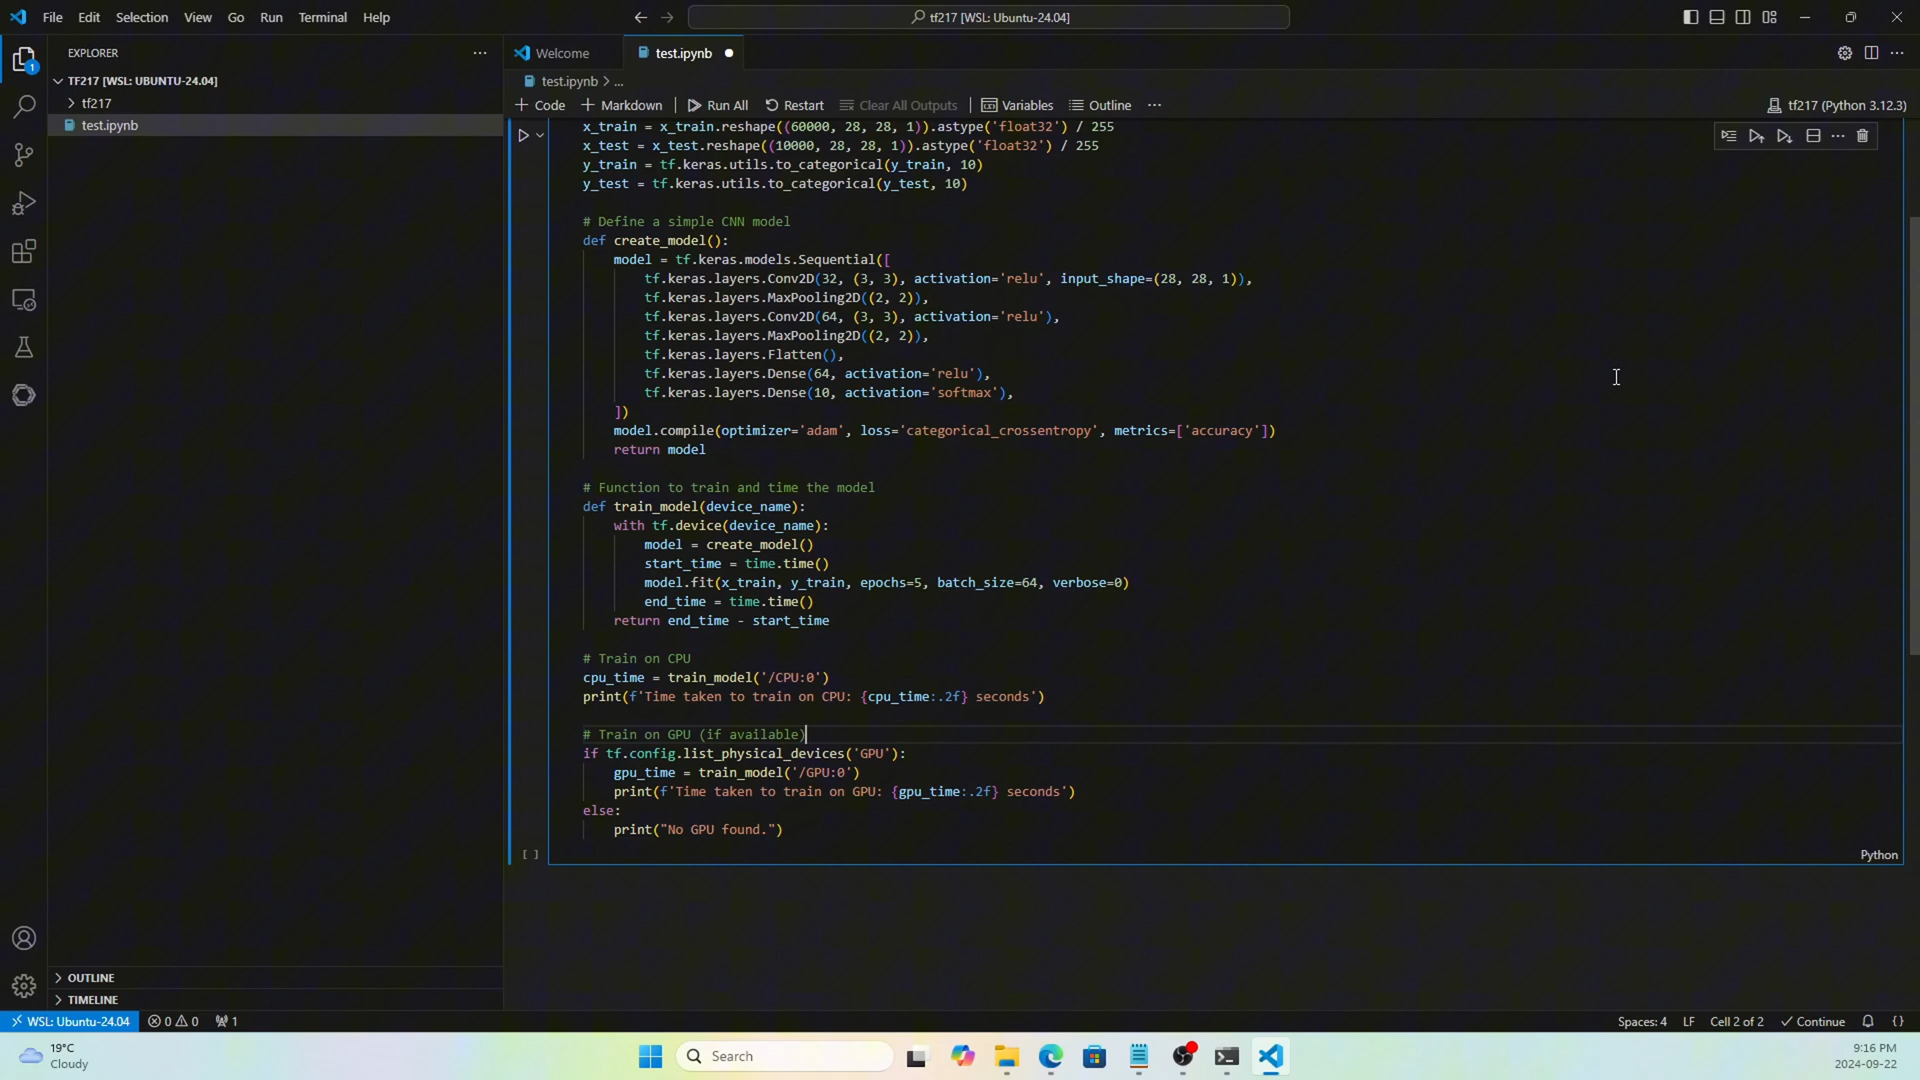 File Edit Selection View Go Run Terminal Help
tf217 [WSL: Ubuntu-24.04]
EXPLORER
Welcome
test.ipynb
TF217 [WSL: UBUNTU-24.04]
tf217
test.ipynb
test.ipynb > ...
+ Code + Markdown Run All Restart Clear All Outputs Variables Outline ...
tf217 (Python 3.12.3)
x_train = x_train.reshape((60000, 28, 28, 1)).astype('float32') / 255
x_test = x_test.reshape((10000, 28, 28, 1)).astype('float32') / 255
y_train = tf.keras.utils.to_categorical(y_train, 10)
y_test = tf.keras.utils.to_categorical(y_test, 10)
# Define a simple CNN model
def create_model():
    model = tf.keras.models.Sequential([
        tf.keras.layers.Conv2D(32, (3, 3), activation='relu', input_shape=(28, 28, 1)),
        tf.keras.layers.MaxPooling2D((2, 2)),
        tf.keras.layers.Conv2D(64, (3, 3), activation='relu'),
        tf.keras.layers.MaxPooling2D((2, 2)),
        tf.keras.layers.Flatten(),
        tf.keras.layers.Dense(64, activation='relu'),
        tf.keras.layers.Dense(10, activation='softmax'),
    ])
    model.compile(optimizer='adam', loss='categorical_crossentropy', metrics=['accuracy'])
    return model
# Function to train and time the model
def train_model(device_name):
    with tf.device(device_name):
        model = create_model()
        start_time = time.time()
        model.fit(x_train, y_train, epochs=5, batch_size=64, verbose=0)
        end_time = time.time()
    return end_time - start_time
# Train on CPU
cpu_time = train_model('/CPU:0')
print(f'Time taken to train on CPU: {cpu_time:.2f} seconds')
# Train on GPU (if available)
if tf.config.list_physical_devices('GPU'):
    gpu_time = train_model('/GPU:0')
    print(f'Time taken to train on GPU: {gpu_time:.2f} seconds')
else:
    print("No GPU found.")
[ ]
Python
OUTLINE
TIMELINE
WSL: Ubuntu-24.04 0 0 1
Spaces: 4 LF Cell 2 of 2 Continue
19°C
Cloudy
Search
9:16 PM
2024-09-22
1